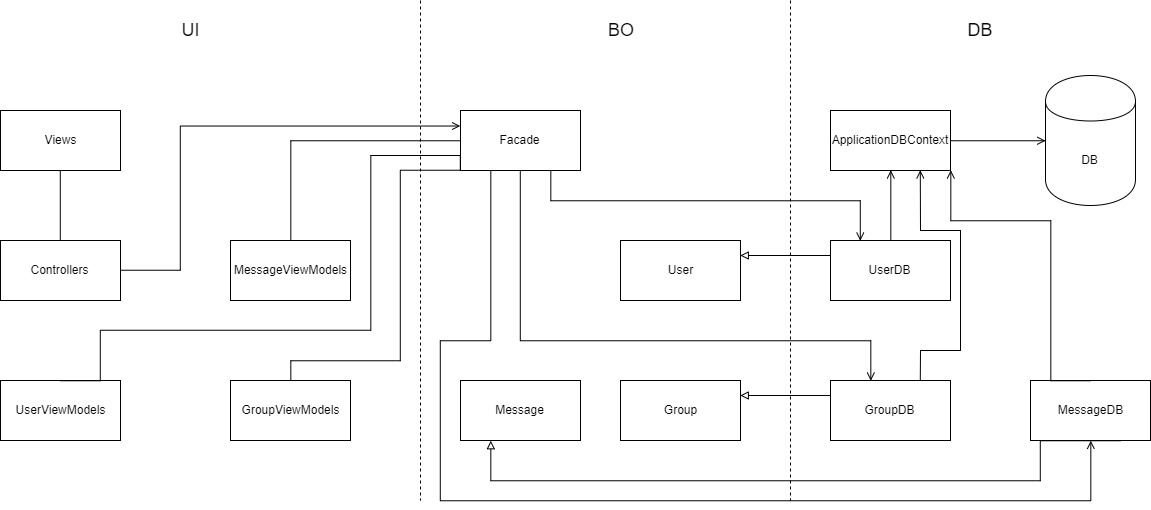 UI
BO
DB
Views
Facade
ApplicationDBContext
DB
Controllers
MessageViewModels
User
UserDB
UserViewModels
GroupViewModels
Message
Group
GroupDB
MessageDB